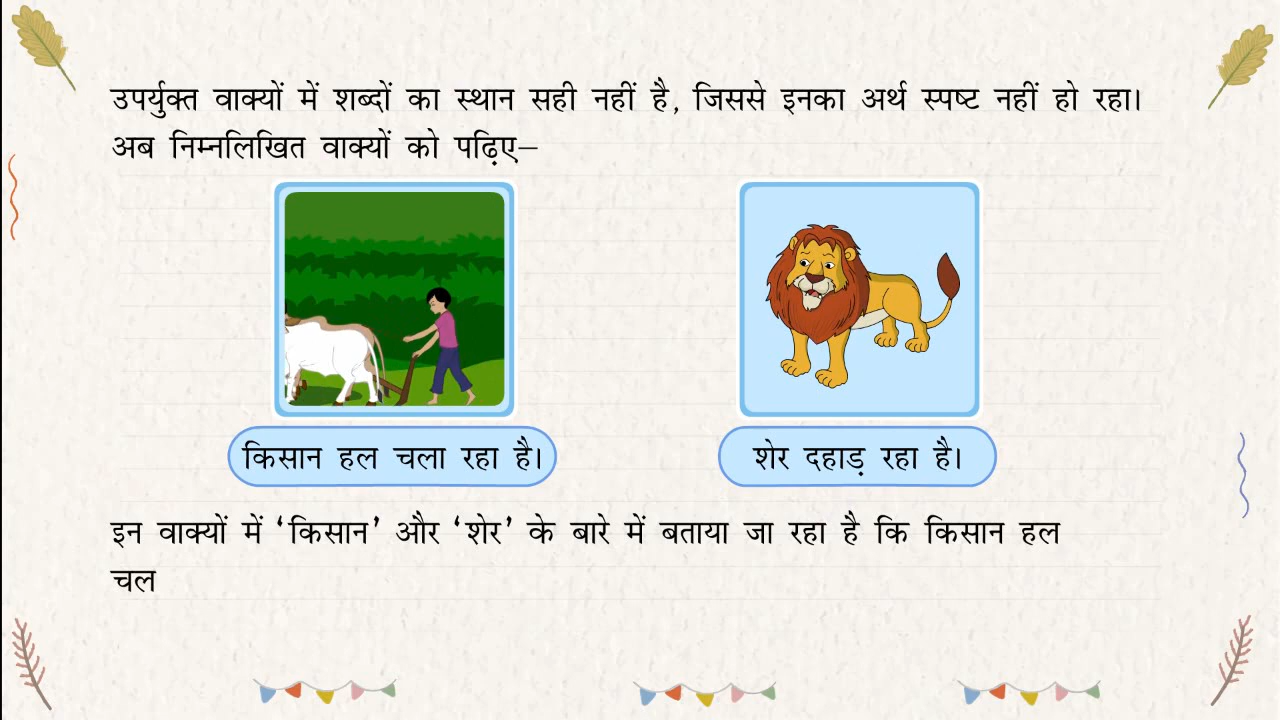 उपर्युक्त वाक्यों में शब्दों का स्थान सही नहीं है, जिससे इनका अर्थ स्पष्ट नहीं हो रहा।
अब निम्नलिखित वाक्यों को पढ़िए–
किसान हल चला रहा है।
शेर दहाड़ रहा है।
इन वाक्यों में ‘किसान’ और ‘शेर’ के बारे में बताया जा रहा है कि किसान हल
चल